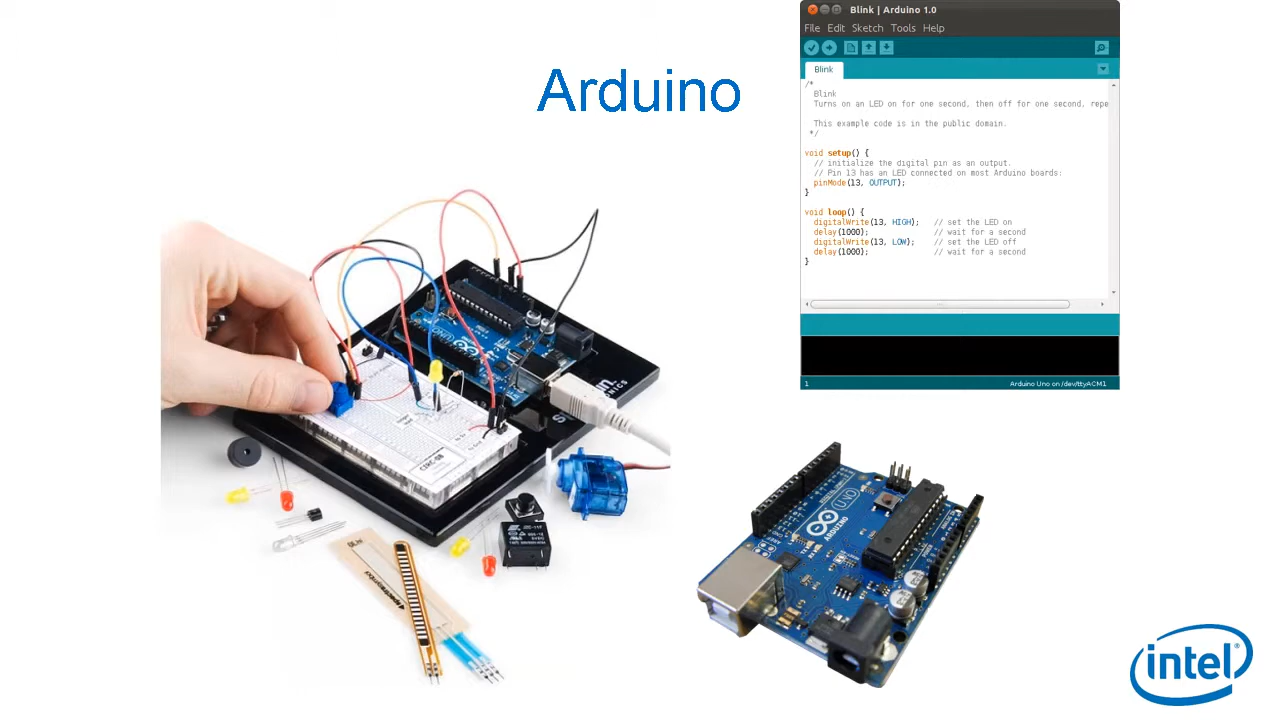 Arduino
Blink | Arduino 1.0
File Edit Sketch Tools Help
Blink
/*
Blink
Turns on an LED on for one second, then off for one second, repe
This example code is in the public domain.
*/
void setup() {
// initialize the digital pin as an output.
// Pin 13 has an LED connected on most Arduino boards:
pinMode(13, OUTPUT);
}
void loop() {
digitalWrite(13, HIGH); // set the LED on
delay(1000); // wait for a second
digitalWrite(13, LOW); // set the LED off
delay(1000); // wait for a second
}
1 Arduino Uno on /dev/ttyACM1
CIRC-08
UNO
ARDUINO
intel®